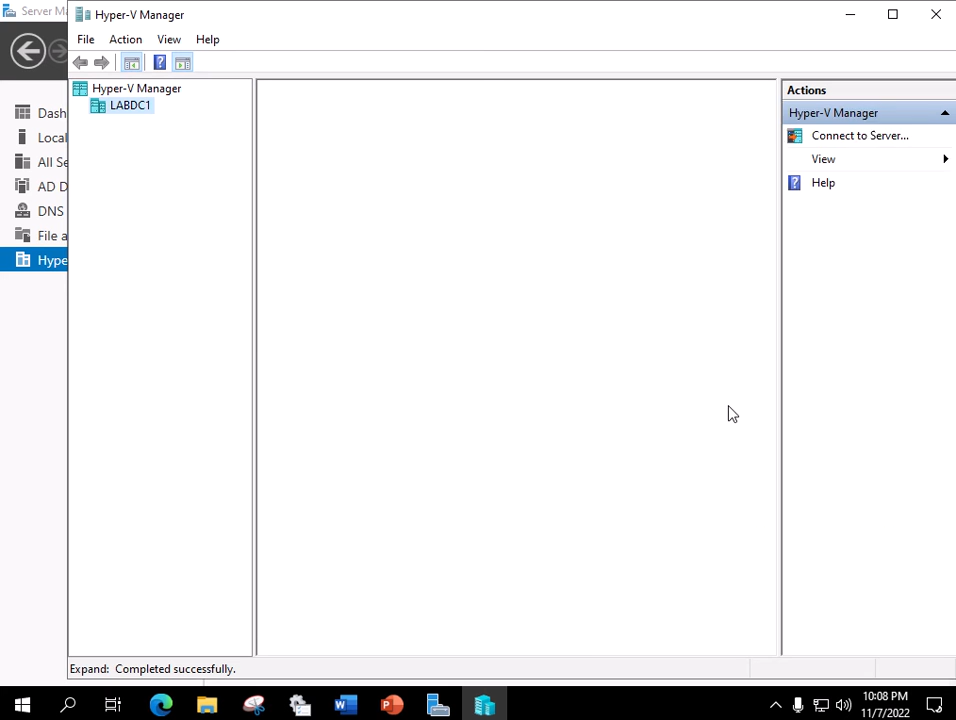 Server Ma
Hyper-V Manager
File Action View Help
Hyper-V Manager
LABDC1
Actions
Hyper-V Manager
Connect to Server...
View
Help
Dash
Local
All Se
AD D
DNS
File a
Hype
Expand: Completed successfully.
10:08 PM
11/7/2022